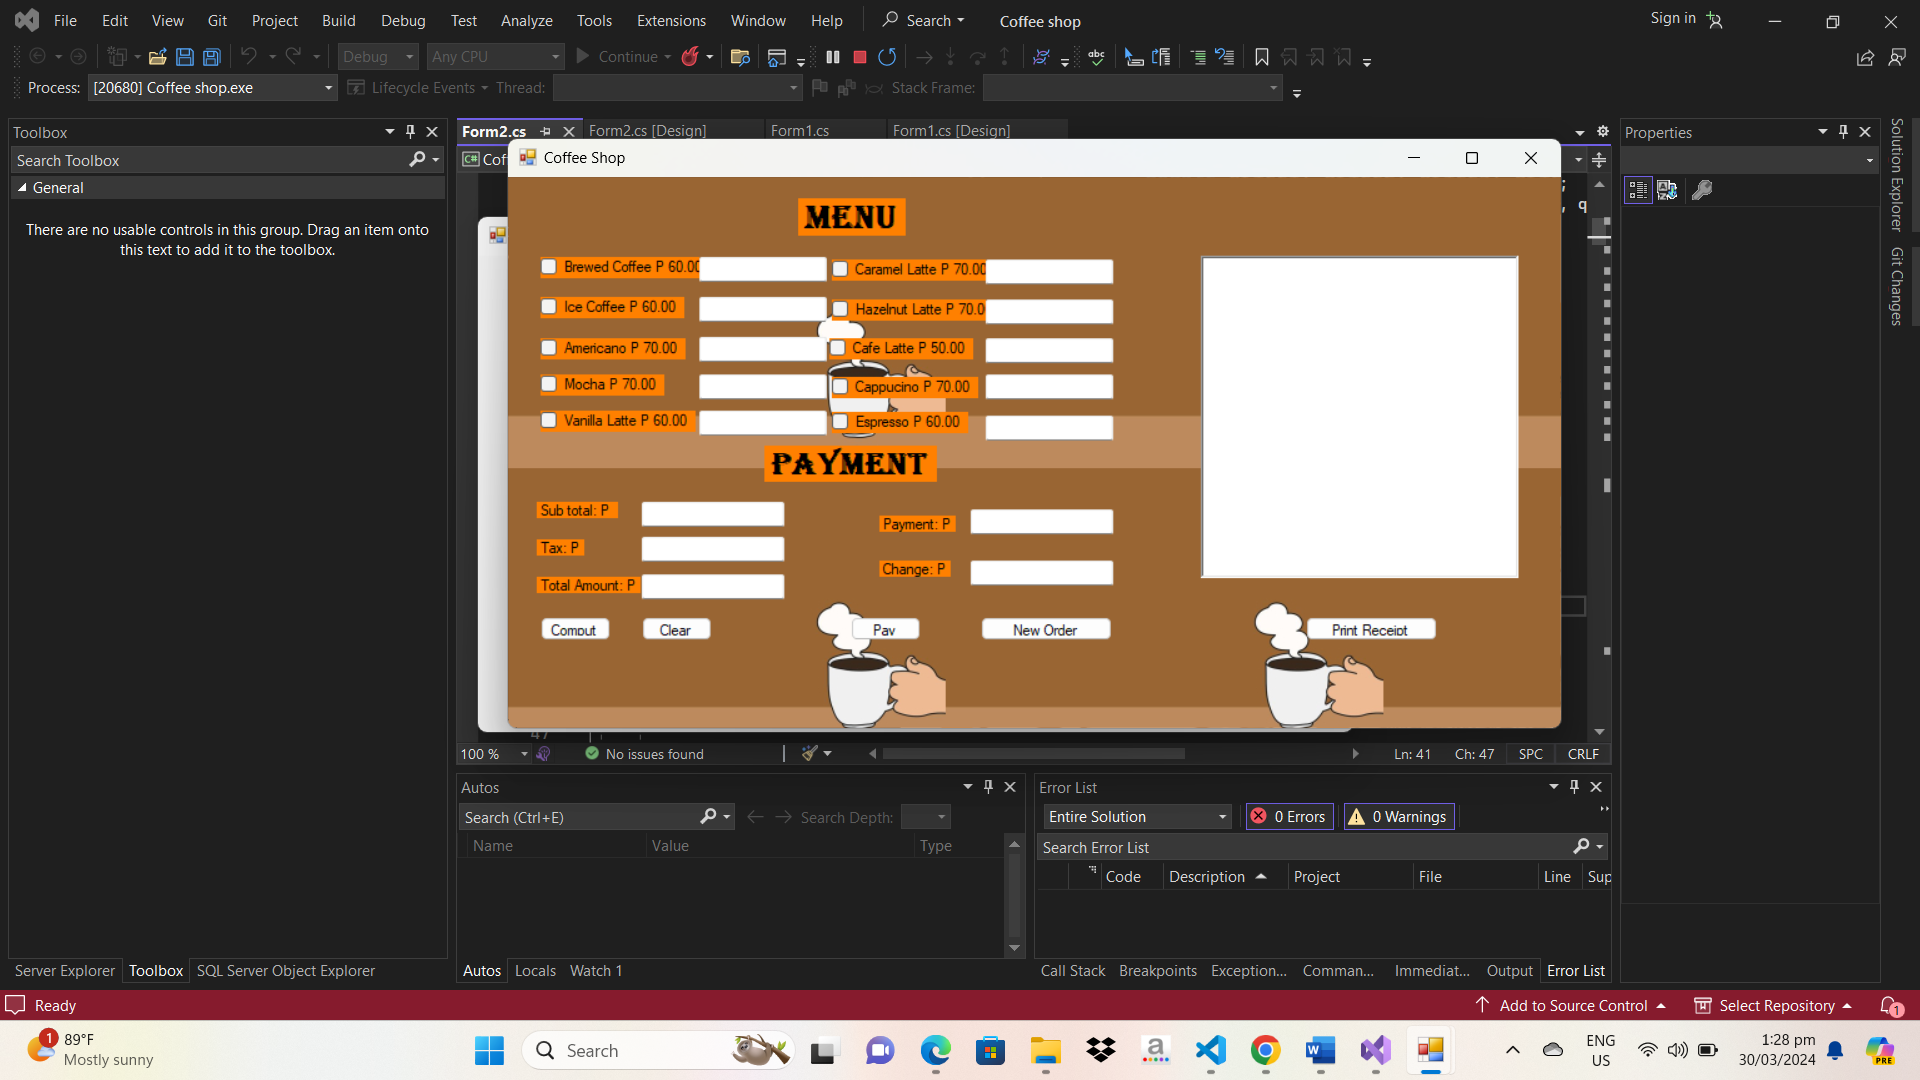 File Edit View Git Project Build Debug Test Analyze Tools Extensions Window Help Search Coffee shop Sign in
Debug Any CPU Continue
Process: [20680] Coffee shop.exe Lifecycle Events Thread: Stack Frame:
Toolbox
Search Toolbox
General
There are no usable controls in this group. Drag an item onto
this text to add it to the toolbox.
Form2.cs Form2.cs [Design] Form1.cs Form1.cs [Design]
C# Cof
; 
, q
Coffee Shop
MENU
Brewed Coffee P 60.00 Caramel Latte P 70.00
Ice Coffee P 60.00 Hazelnut Latte P 70.0
Americano P 70.00 Cafe Latte P 50.00
Mocha P 70.00 Cappucino P 70.00
Vanilla Latte P 60.00 Espresso P 60.00
PAYMENT
Sub total: P
Payment: P
Tax: P
Change: P
Total Amount: P
Comput Clear Pay New Order Print Receipt
47
100 % No issues found Ln: 41 Ch: 47 SPC CRLF
Properties
Solution Explorer
Git Changes
Autos
Search (Ctrl+E) Search Depth:
Name Value Type
Error List
Entire Solution 0 Errors 0 Warnings
Search Error List
Code Description Project File Line Sup
Server Explorer Toolbox SQL Server Object Explorer
Autos Locals Watch 1
Call Stack Breakpoints Exception... Comman... Immediat... Output Error List
Ready Add to Source Control Select Repository 1
1 89°F
Mostly sunny
Search
a
ENG
US
1:28 pm
30/03/2024
PRE